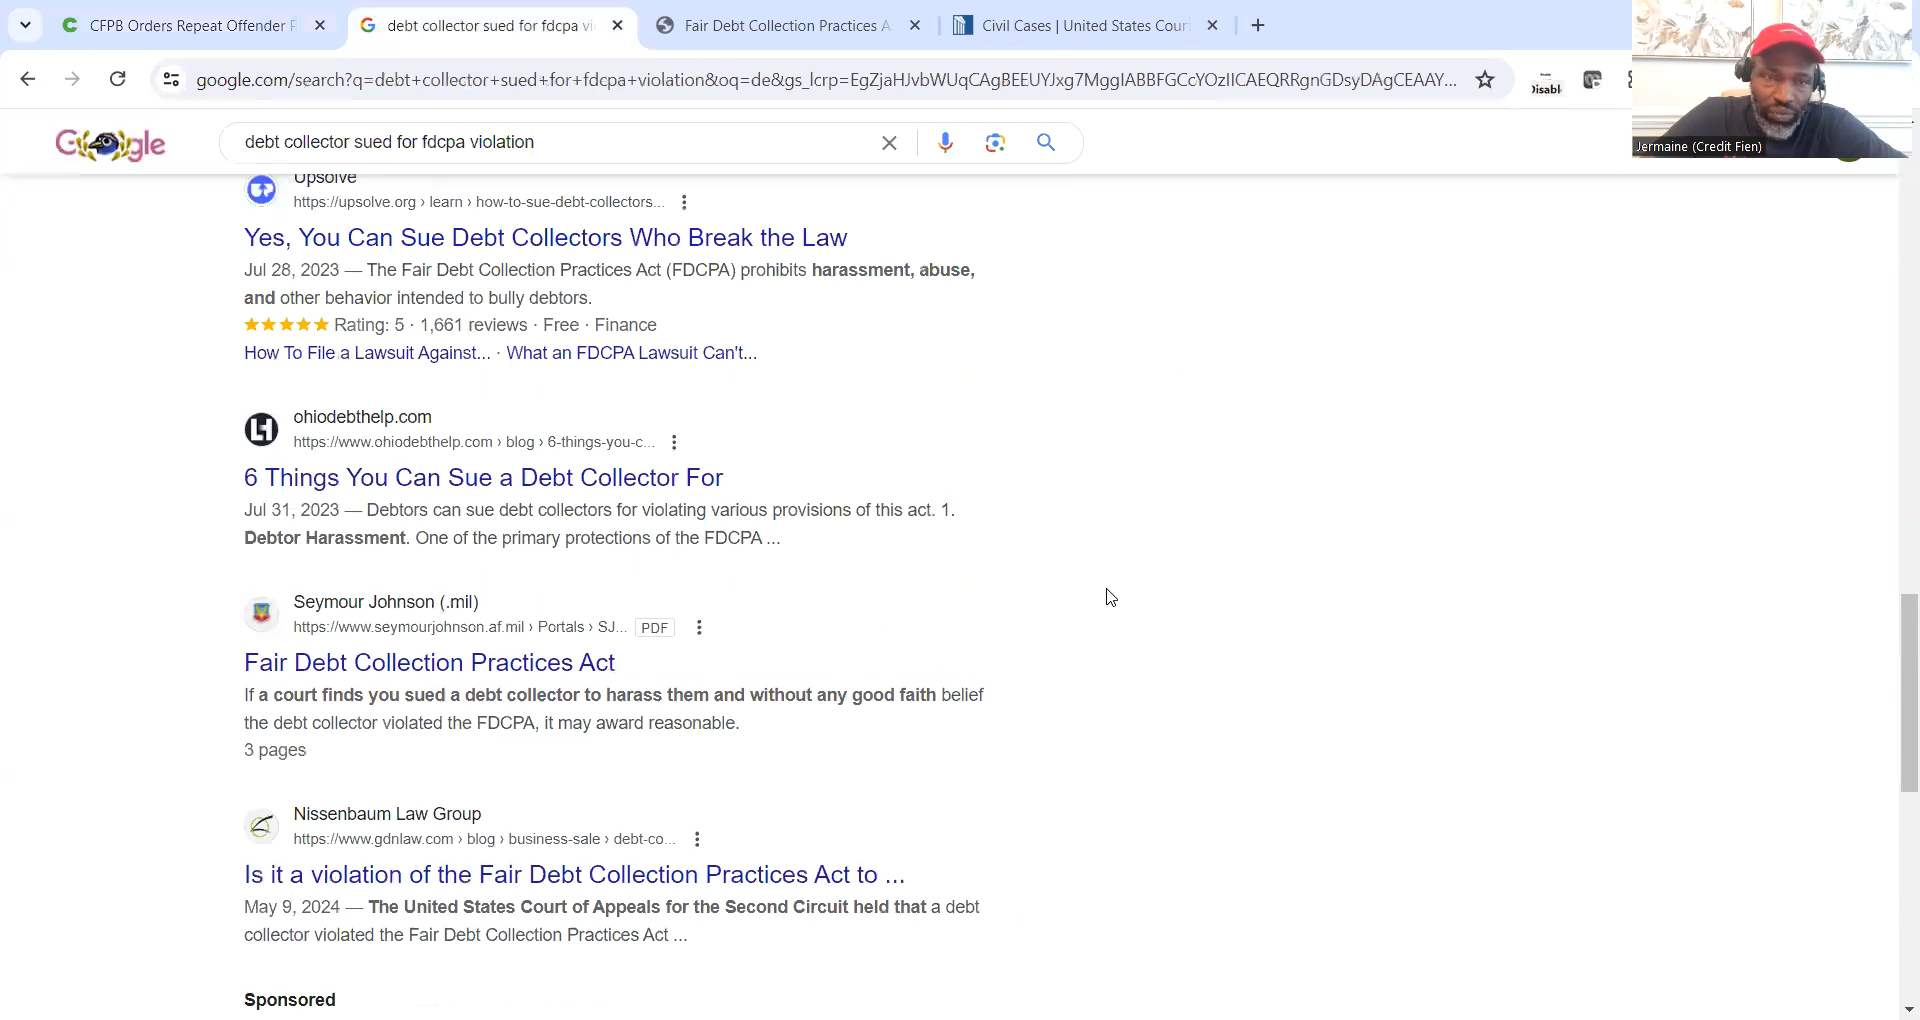 CFPB Orders Repeat Offender
debt collector sued for fdcpa vi
Fair Debt Collection Practices A
Civil Cases | United States Cour
google.com/search?q=debt+collector+sued+for+fdcpa+violation&oq=de&gs_lcrp=EgZjaHJvbWUqCAgBEEUYJxg7MggIABBFGCcYOzIICAEQRRgnGDsyDAgCEAAY...
Disabl
Google
debt collector sued for fdcpa violation
Jermaine (Credit Fien)
Upsolve
https://upsolve.org › learn › how-to-sue-debt-collectors...
Yes, You Can Sue Debt Collectors Who Break the Law
Jul 28, 2023 — The Fair Debt Collection Practices Act (FDCPA) prohibits harassment, abuse,
and other behavior intended to bully debtors.
Rating: 5 · 1,661 reviews · Free · Finance
How To File a Lawsuit Against... · What an FDCPA Lawsuit Can't...
ohiodebthelp.com
https://www.ohiodebthelp.com › blog › 6-things-you-c...
6 Things You Can Sue a Debt Collector For
Jul 31, 2023 — Debtors can sue debt collectors for violating various provisions of this act. 1.
Debtor Harassment. One of the primary protections of the FDCPA ...
Seymour Johnson (.mil)
https://www.seymourjohnson.af.mil › Portals › SJ... PDF
Fair Debt Collection Practices Act
If a court finds you sued a debt collector to harass them and without any good faith belief
the debt collector violated the FDCPA, it may award reasonable.
3 pages
Nissenbaum Law Group
https://www.gdnlaw.com › blog › business-sale › debt-co...
Is it a violation of the Fair Debt Collection Practices Act to ...
May 9, 2024 — The United States Court of Appeals for the Second Circuit held that a debt
collector violated the Fair Debt Collection Practices Act ...
Sponsored